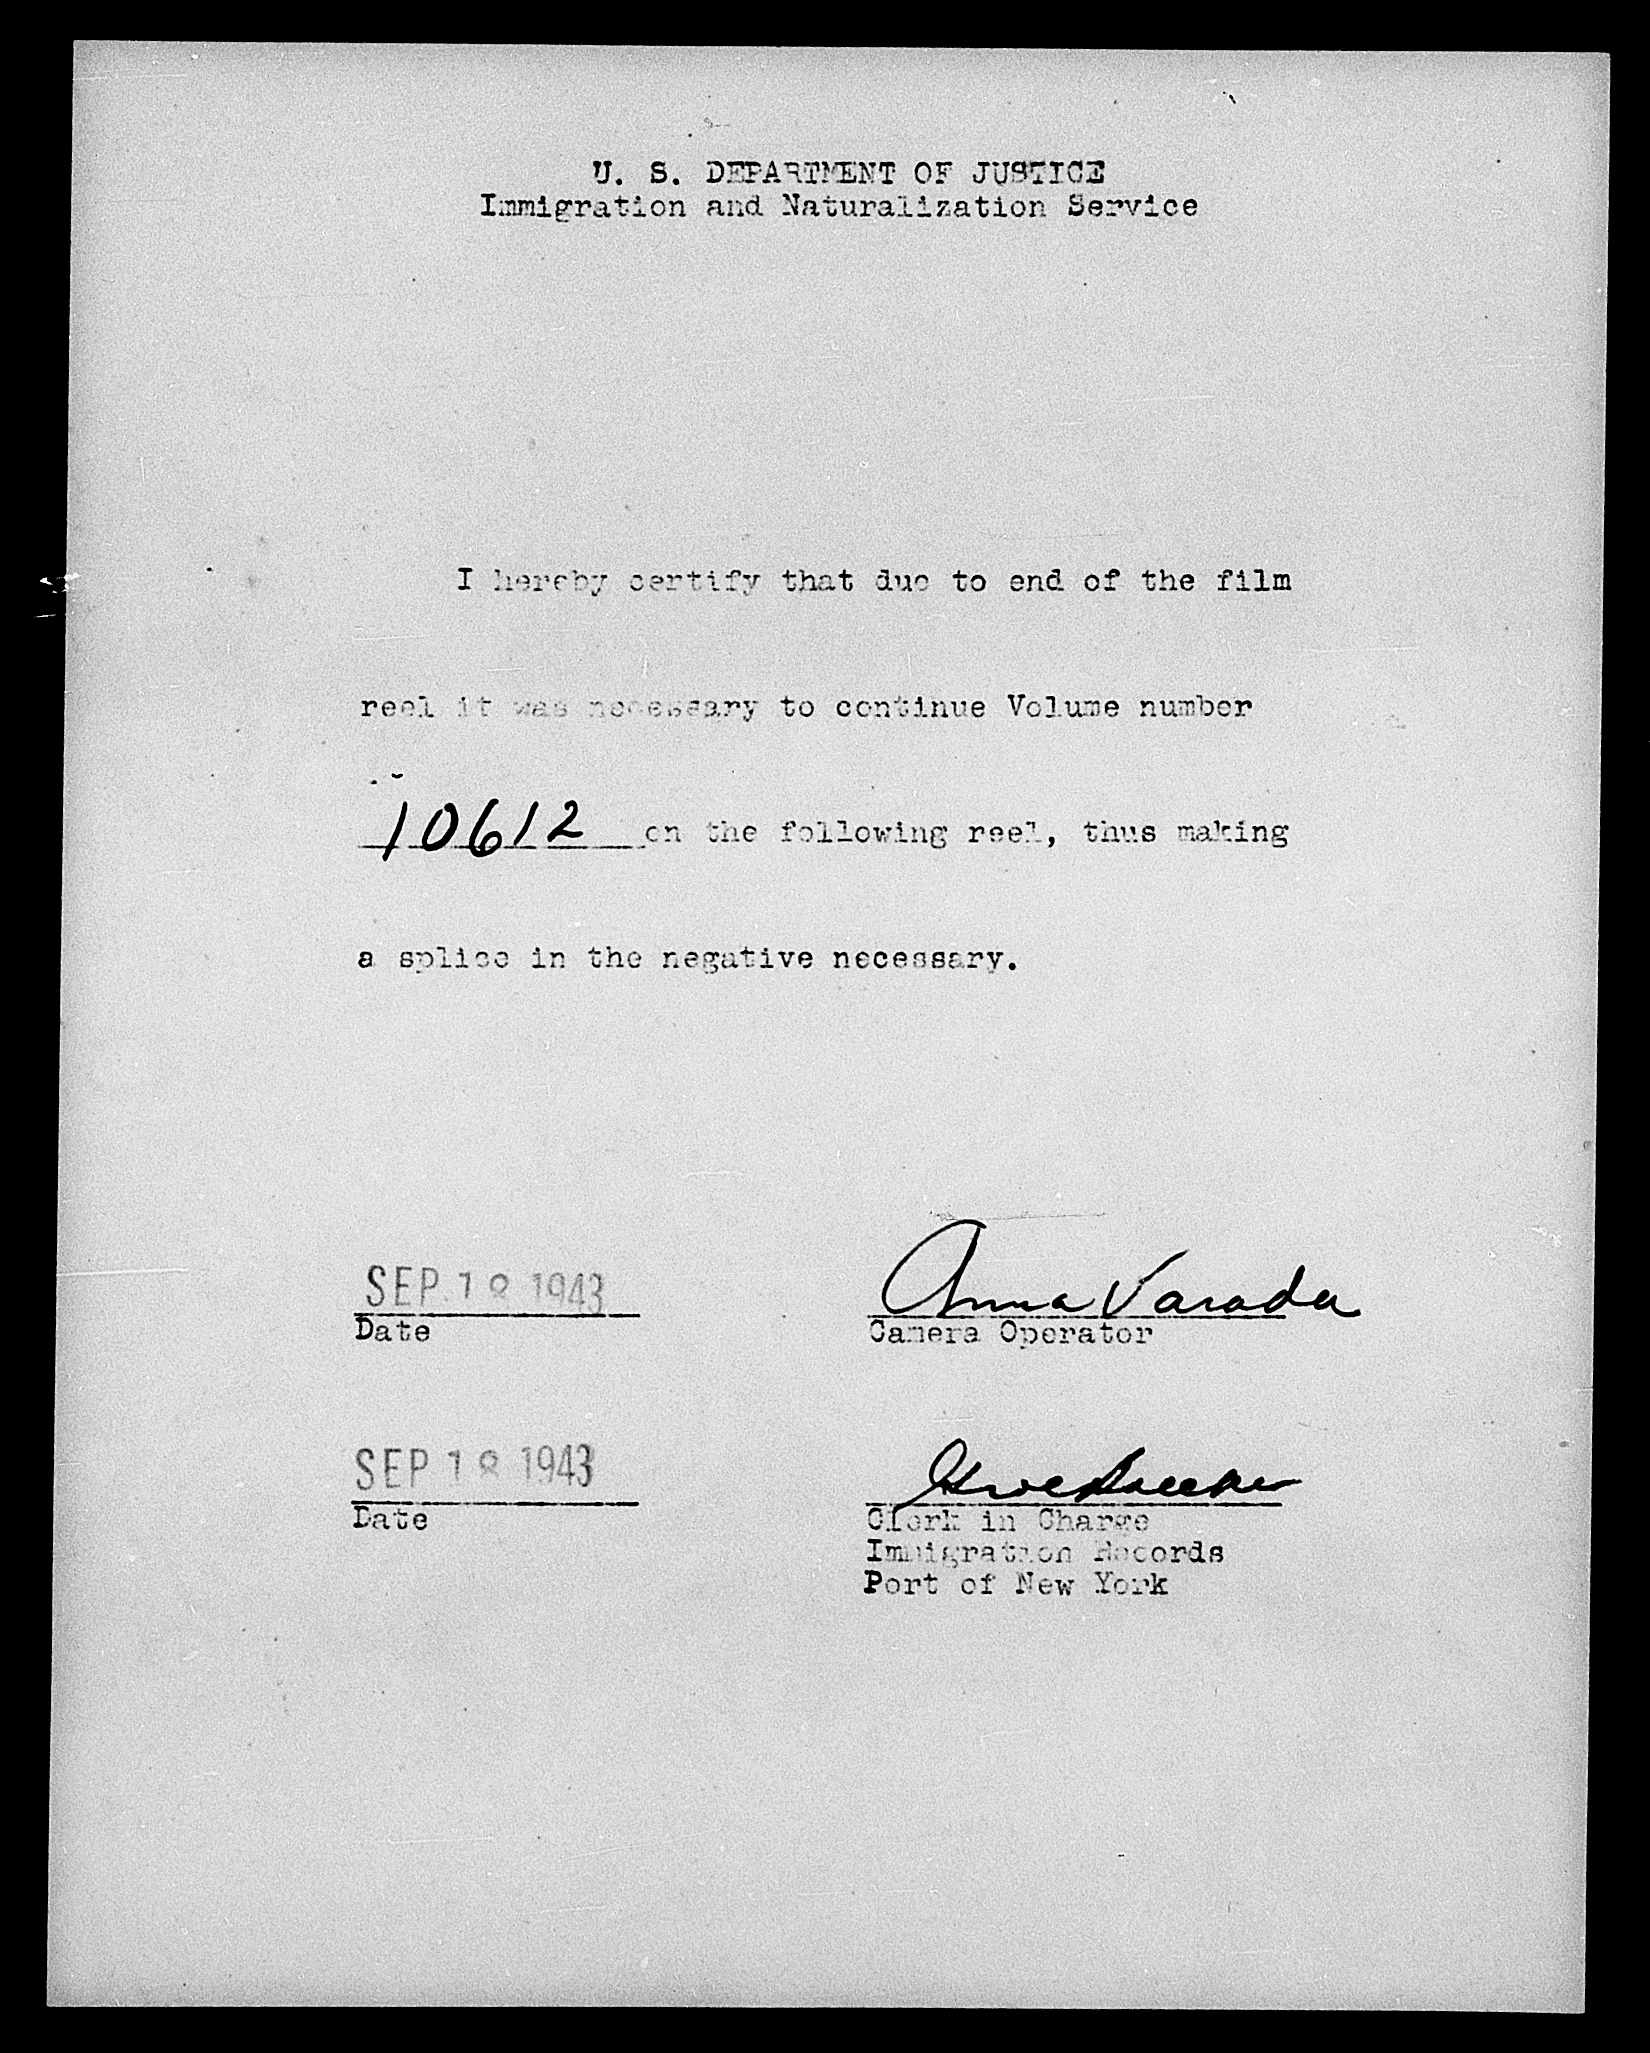 U. S. DEPARTMENT OF JUSTICE
Immigration and Naturalization Service
I hereby certify that due to end of the film
reel it was necessary to continue Volume number
10612 on the following reel, thus making
a splice in the negative necessary.
SEP 18 1943 Anna Varada
Date Camera Operator
SEP 18 1943
Date Clerk in Charge
Immigration Records
Port of New York